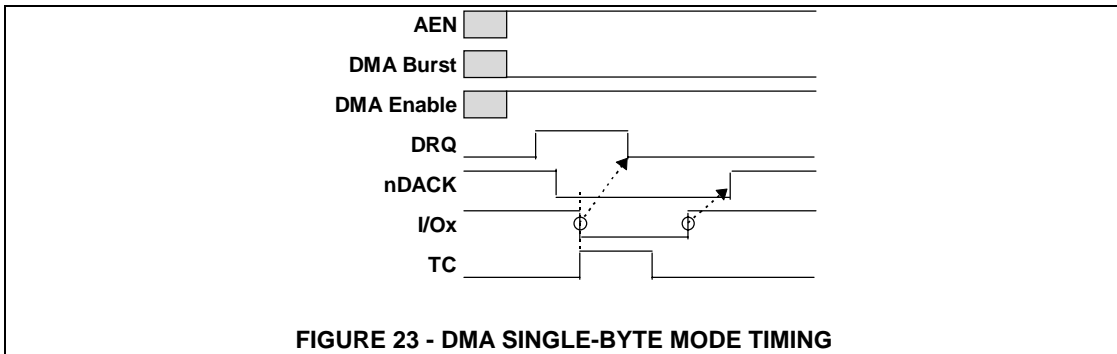 AEN
DMA Burst
DMA Enable
DRQ
nDACK
I/Ox
TC
FIGURE 23 - DMA SINGLE-BYTE MODE TIMING